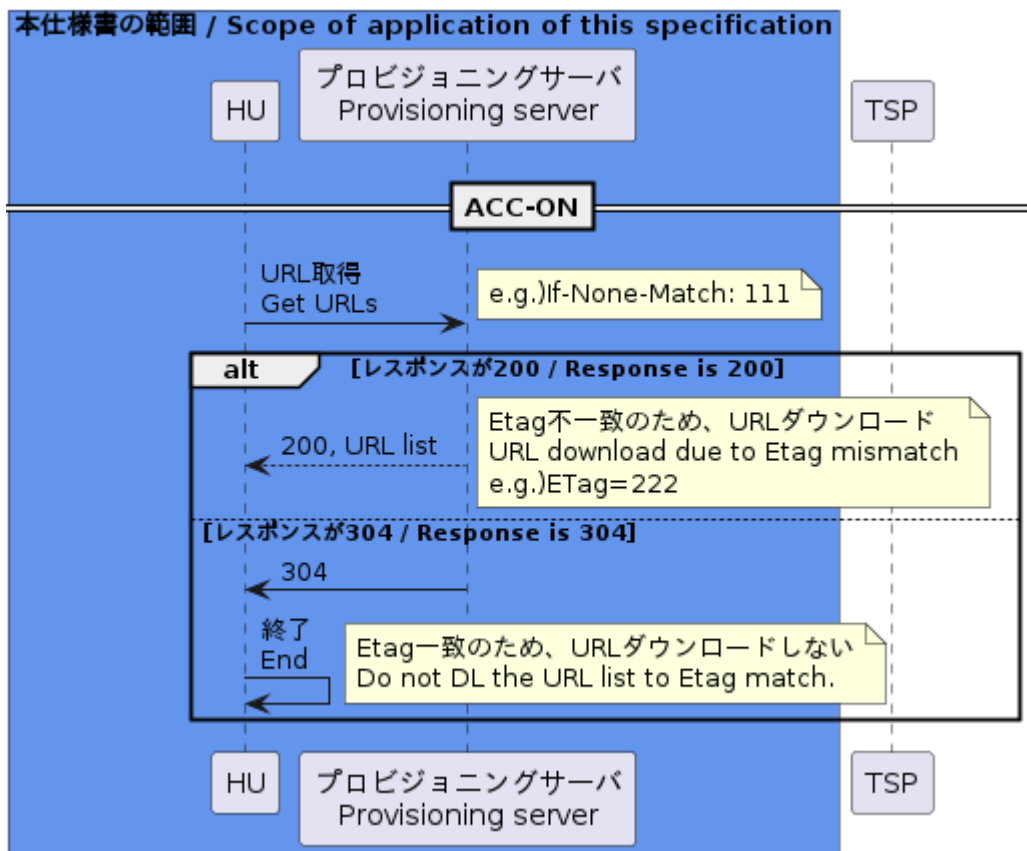 本仕様書の範囲 / Scope of application of this specification
HU
プロビジョニングサーバ
Provisioning server
TSP
ACC-ON
URL取得
Get URLs
e.g.)If-None-Match: 111
alt
[レスポンスが200 / Response is 200]
200, URL list
Etag不一致のため、URLダウンロード
URL download due to Etag mismatch
e.g.)ETag=222
[レスポンスが304 / Response is 304]
304
終了
End
Etag一致のため、URLダウンロードしない
Do not DL the URL list to Etag match.
HU
プロビジョニングサーバ
Provisioning server
TSP